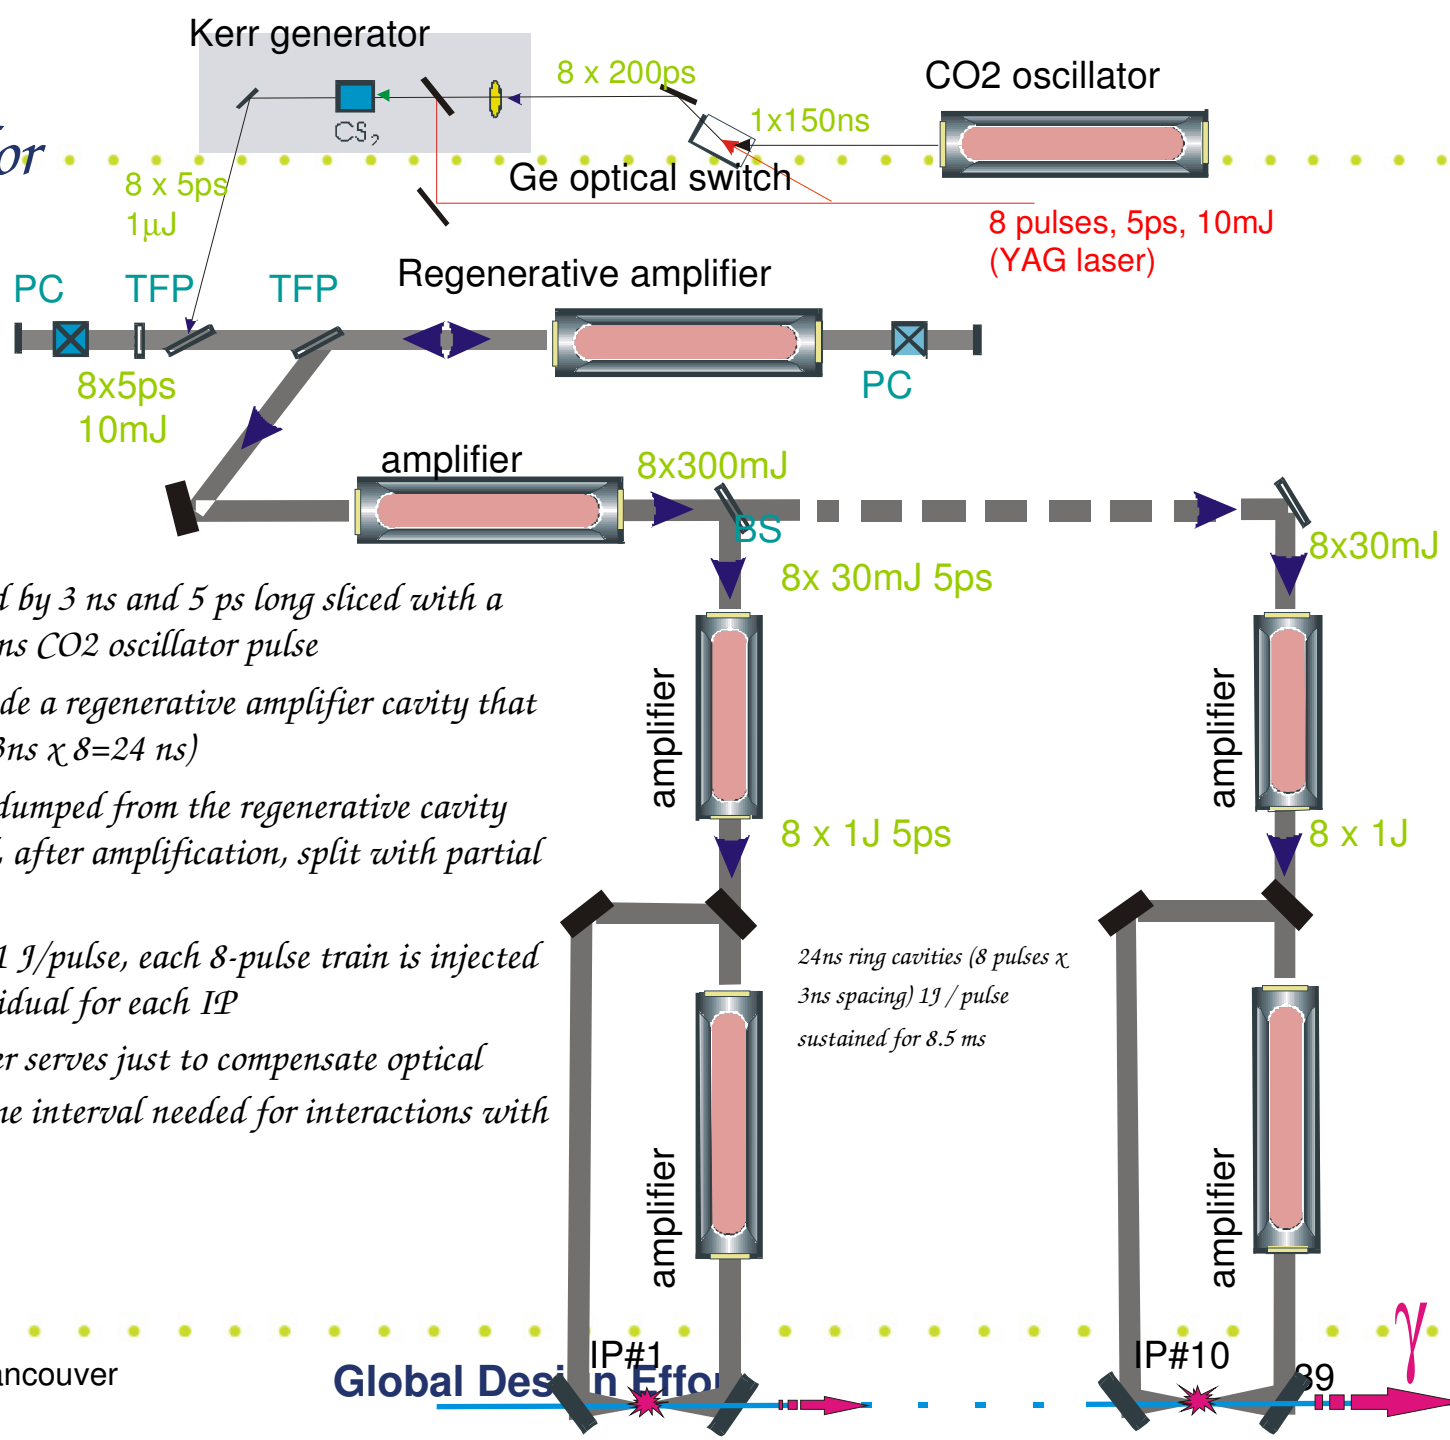 Kerr generator
8 x 200ps
CO2 oscillator
1x150ns
CS2
or
Ge optical switch
8 x 5ps
1μJ
8 pulses, 5ps, 10mJ
(YAG laser)
Regenerative amplifier
PC
TFP
TFP
8x5ps
10mJ
PC
amplifier
8x300mJ
BS
8x30mJ
8x 30mJ 5ps
d by 3 ns and 5 ps long sliced with a
ns CO2 oscillator pulse
de a regenerative amplifier cavity that
3ns x 8=24 ns)
dumped from the regenerative cavity
, after amplification, split with partial
1 J/pulse, each 8-pulse train is injected
idual for each IP
er serves just to compensate optical
ne interval needed for interactions with
amplifier
amplifier
8 x 1J 5ps
8 x 1J
24ns ring cavities (8 pulses x
3ns spacing) 1J / pulse
sustained for 8.5 ms
amplifier
amplifier
γ
IP#1
IP#10
ancouver
Global Design Effor
39